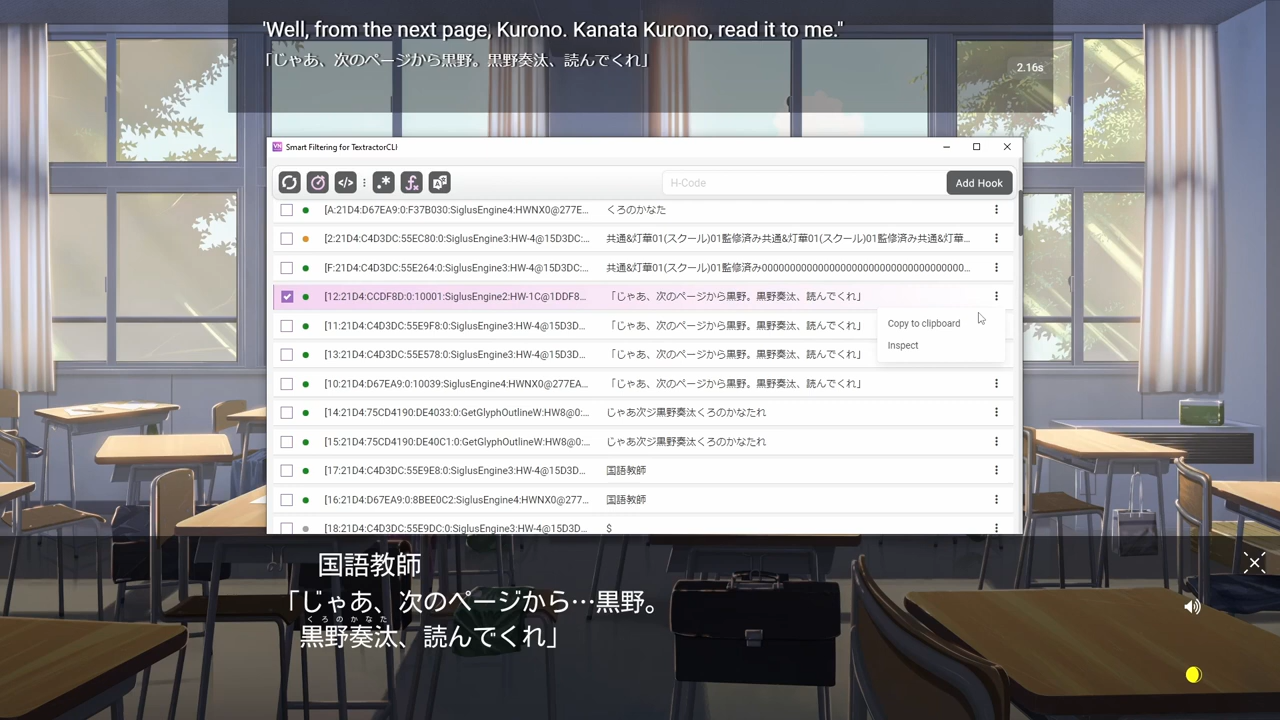 "Well, from the next page, Kurono. Kanata Kurono, read it to me."
「じゃあ、次のページから黒野。黒野奏汰、読んでくれ」
2.16s
VN Smart Filtering for TextractorCLI
H-Code
Add Hook
[A:21D4:D67EA9:0:F37B030:SiglusEngine4:HWNX0@277E... くろのかなた
[2:21D4:C4D3DC:55EC80:0:SiglusEngine3:HW-4@15D3DC:... 共通&灯華01(スクール)01監修済み共通&灯華01(スクール)01監修済み共通&灯華...
[F:21D4:C4D3DC:55E264:0:SiglusEngine3:HW-4@15D3DC:... 共通&灯華01(スクール)01監修済み0000000000000000000000000000000000...
[12:21D4:CCDF8D:0:10001:SiglusEngine2:HW-1C@1DDF8... 「じゃあ、次のページから黒野。黒野奏汰、読んでくれ」
[11:21D4:C4D3DC:55E9F8:0:SiglusEngine3:HW-4@15D3D... 「じゃあ、次のページから黒野。黒野奏汰、読んでくれ」
Copy to clipboard
Inspect
[13:21D4:C4D3DC:55E578:0:SiglusEngine3:HW-4@15D3D... 「じゃあ、次のページから黒野。黒野奏汰、読んでくれ」
[10:21D4:D67EA9:0:10039:SiglusEngine4:HWNX0@277EA... 「じゃあ、次のページから黒野。黒野奏汰、読んでくれ」
[14:21D4:75CD4190:DE4033:0:GetGlyphOutlineW:HW8@0:... じゃあ次ジ黒野奏汰くろのかなたれ
[15:21D4:75CD4190:DE40C1:0:GetGlyphOutlineW:HW8@0:... じゃあ次ジ黒野奏汰くろのかなたれ
[17:21D4:C4D3DC:55E9E8:0:SiglusEngine3:HW-4@15D3D... 国語教師
[16:21D4:D67EA9:0:8BEE0C2:SiglusEngine4:HWNX0@277... 国語教師
[18:21D4:C4D3DC:55E9DC:0:SiglusEngine3:HW-4@15D3D... $
国語教師
「じゃあ、次のページから…黒野。
くろのかなた
黒野奏汰、読んでくれ」